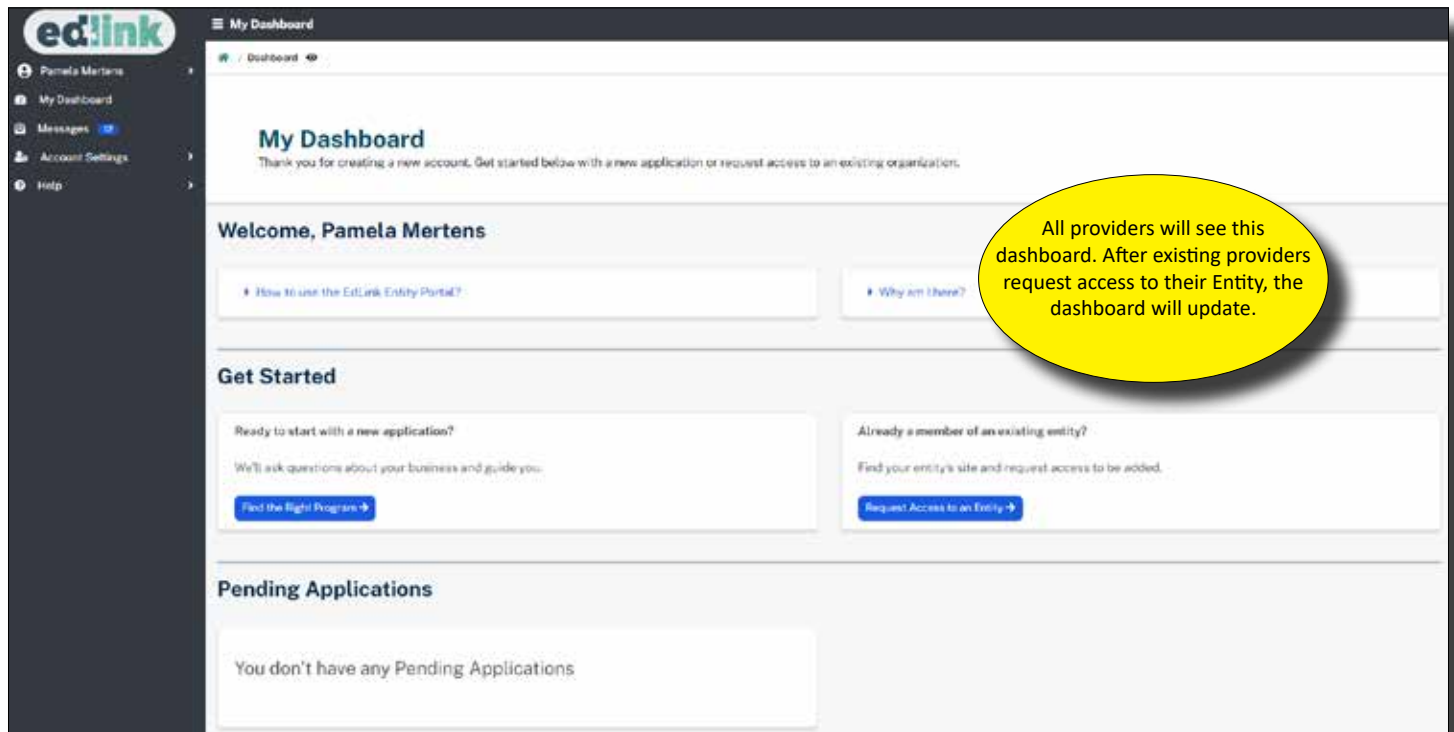 ed:link
My Dashboard
/ Dashboard
Pamela Mertens
My Dashboard
Messages
Account Settings
Help
My Dashboard
Thank you for creating a new account. Get started below with a new application or request access to an existing organization.
Welcome, Pamela Mertens
How to use the EdLink Entity Portal?
Why am I here?
All providers will see this
dashboard. After existing providers
request access to their Entity, the
dashboard will update.
Get Started
Ready to start with a new application?
We'll ask questions about your business and guide you.
Find the Right Program →
Already a member of an existing entity?
Find your entity's site and request access to be added.
Request Access to an Entity →
Pending Applications
You don't have any Pending Applications